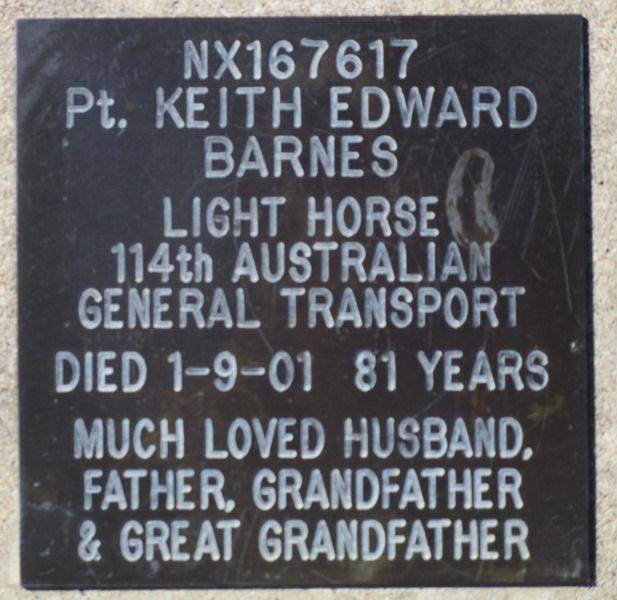 NX167617
Pt. KEITH EDWARD
BARNES
LIGHT HORSE
114th AUSTRALIAN
GENERAL TRANSPORT
DIED 1-9-01 81 YEARS
MUCH LOVED HUSBAND,
FATHER, GRANDFATHER
& GREAT GRANDFATHER